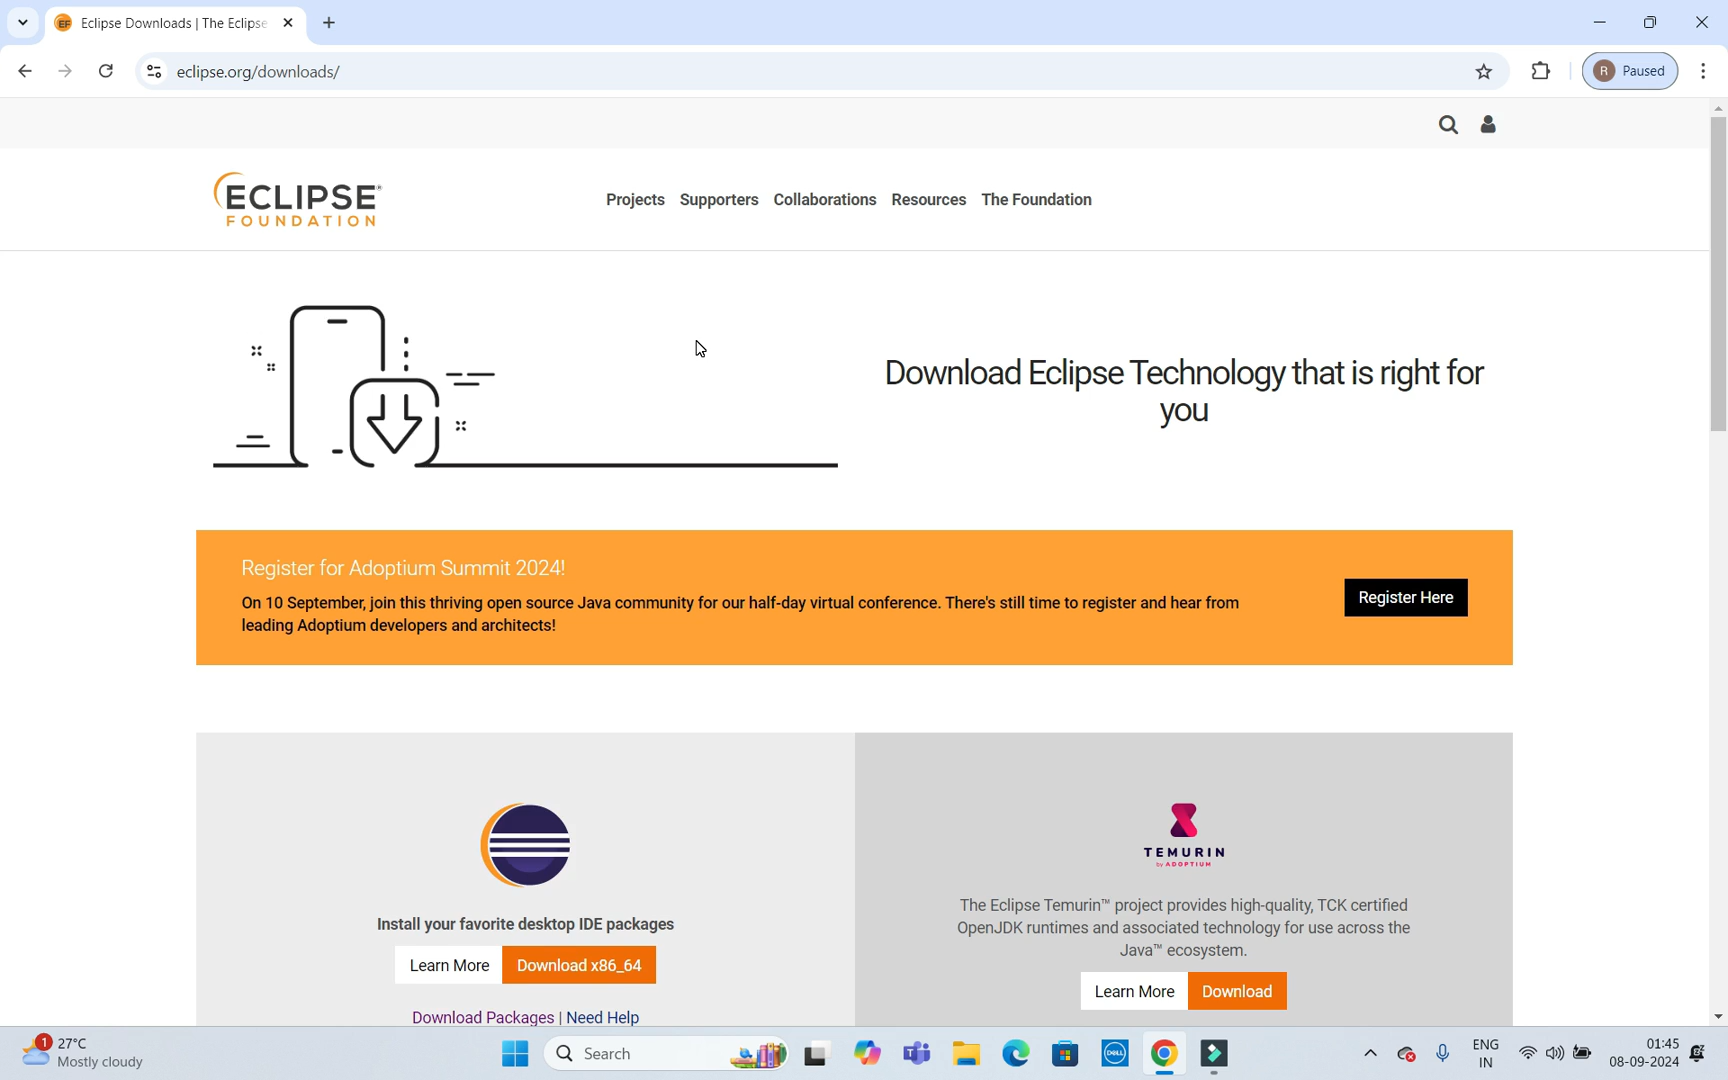 Eclipse Downloads | The Eclipse
eclipse.org/downloads/
R Paused
ECLIPSE®
FOUNDATION
Projects Supporters Collaborations Resources The Foundation
Download Eclipse Technology that is right for
you
Register for Adoptium Summit 2024!
On 10 September, join this thriving open source Java community for our half-day virtual conference. There's still time to register and hear from
leading Adoptium developers and architects!
Register Here
Install your favorite desktop IDE packages
Learn More Download x86_64
Download Packages | Need Help
TEMURIN
by ADOPTIUM
The Eclipse Temurin™ project provides high-quality, TCK certified
OpenJDK runtimes and associated technology for use across the
Java™ ecosystem.
Learn More Download
1
27°C
Mostly cloudy
Search
DELL
ENG
IN
01:45
08-09-2024